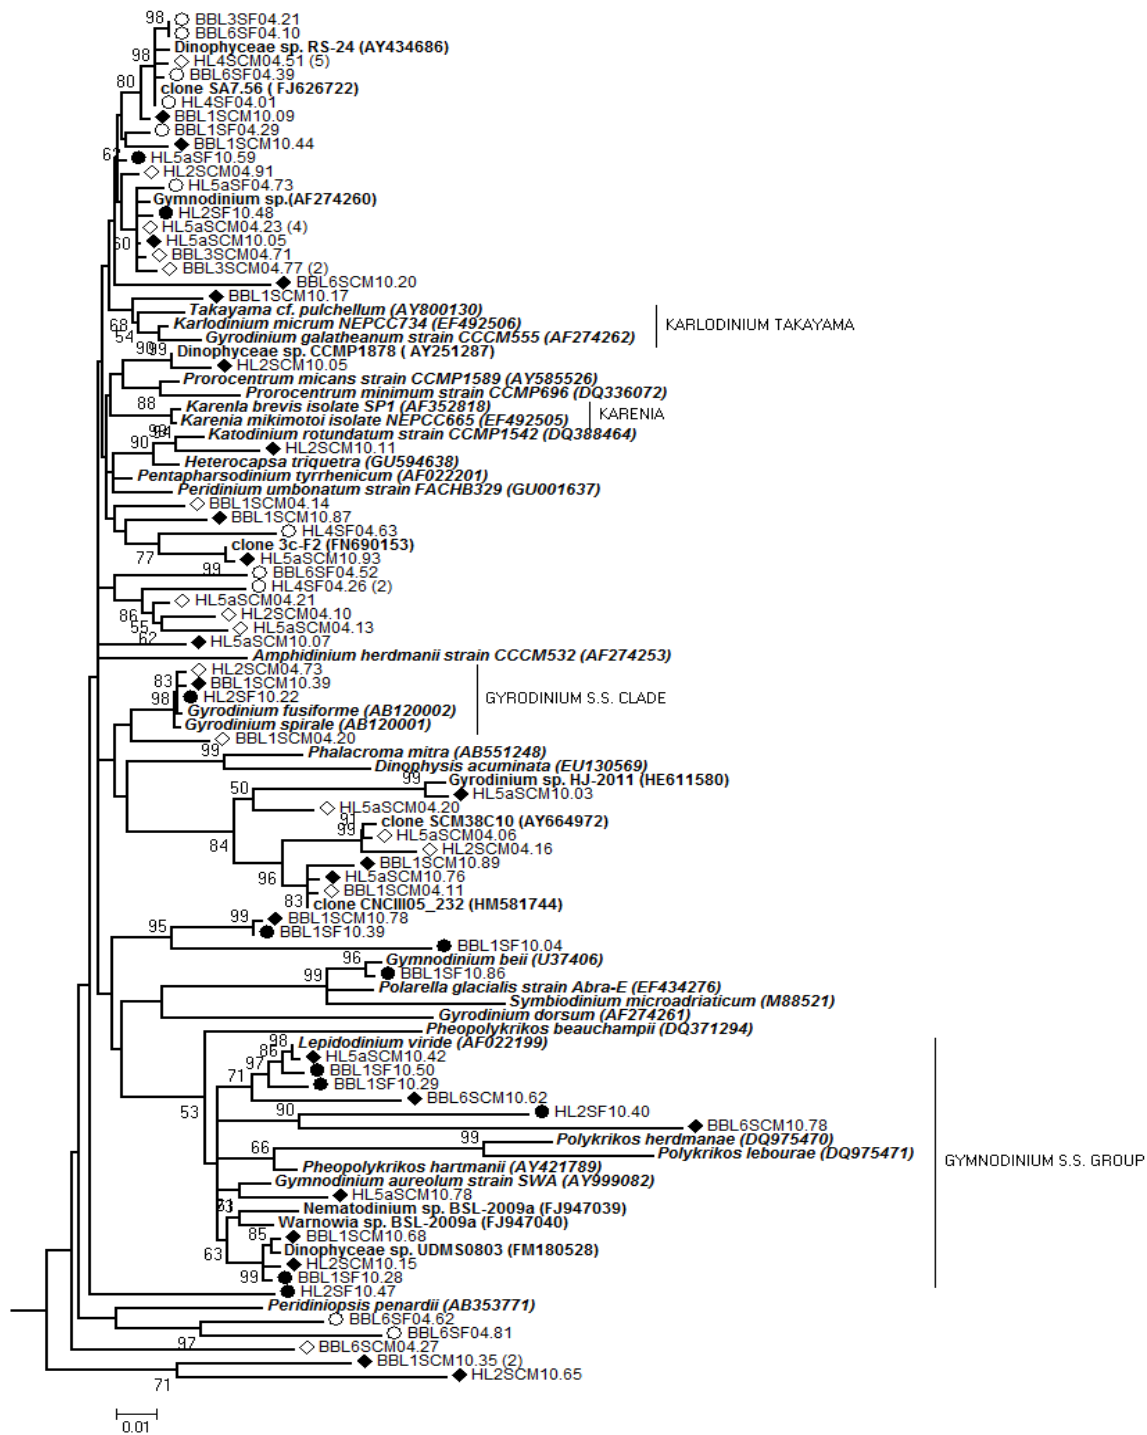 98
BBL3SF04.21
BBL6SF04.10
Dinophyceae sp. RS-24 (AY434686)
98
HL4SCM04.51 (5)
BBL6SF04.39
80
clone SA7.56 ( FJ626722)
HL4SF04.01
BBL1SCM10.09
BBL1SF04.29
BBL1SCM10.44
HL5aSF10.59
HL2SCM04.91
HL5aSF04.73
Gymnodinium sp.(AF274260)
HL2SF10.48
HL5aSCM04.23 (4)
60
HL5aSCM10.05
BBL3SCM04.71
BBL3SCM04.77 (2)
BBL6SCM10.20
BBL1SCM10.17
Takayama cf. pulchellum (AY800130)
68
Karlodinium micrum NEPCC734 (EF492506)
KARLODINIUM TAKAYAMA
54
Gyrodinium galatheanum strain CCCM555 (AF274262)
90
99
Dinophyceae sp. CCMP1878 ( AY251287)
HL2SCM10.05
Prorocentrum micans strain CCMP1589 (AY585526)
Prorocentrum minimum strain CCMP696 (DQ336072)
88
Karenla brevis isolate SP1 (AF352818)
KARENIA
Karenia mikimotoi isolate NEPCC665 (EF492505)
Katodinium rotundatum strain CCMP1542 (DQ388464)
90
HL2SCM10.11
Heterocapsa triquetra (GU594638)
Pentapharsodinium tyrrhenicum (AF022201)
Peridinium umbonatum strain FACHB329 (GU001637)
BBL1SCM04.14
BBL1SCM10.87
HL4SF04.63
clone 3c-F2 (FN690153)
77
HL5aSCM10.93
99
BBL6SF04.52
HL4SF04.26 (2)
HL5aSCM04.21
86
HL2SCM04.10
55
HL5aSCM04.13
62
HL5aSCM10.07
Amphidinium herdmanii strain CCCM532 (AF274253)
HL2SCM04.73
83
BBL1SCM10.39
98
HL2SF10.22
GYRODINIUM S.S. CLADE
Gyrodinium fusiforme (AB120002)
Gyrodinium spirale (AB120001)
BBL1SCM04.20
99
Phalacroma mitra (AB551248)
Dinophysis acuminata (EU130569)
99
Gyrodinium sp. HJ-2011 (HE611580)
50
HL5aSCM10.03
HL5aSCM04.20
91
clone SCM38C10 (AY664972)
99
HL5aSCM04.06
84
HL2SCM04.16
BBL1SCM10.89
96
HL5aSCM10.76
BBL1SCM04.11
83
clone CNCIII05_232 (HM581744)
99
BBL1SCM10.78
95
BBL1SF10.39
BBL1SF10.04
96
Gymnodinium beii (U37406)
99
BBL1SF10.86
Polarella glacialis strain Abra-E (EF434276)
Symbiodinium microadriaticum (M88521)
Gyrodinium dorsum (AF274261)
Pheopolykrikos beauchampii (DQ371294)
98
Lepidodinium viride (AF022199)
86
HL5aSCM10.42
97
BBL1SF10.50
71
BBL1SF10.29
BBL6SCM10.62
53
90
HL2SF10.40
BBL6SCM10.78
99
Polykrikos herdmanae (DQ975470)
66
Polykrikos lebourae (DQ975471)
GYMNODINIUM S.S. GROUP
Pheopolykrikos hartmanii (AY421789)
Gymnodinium aureolum strain SWA (AY999082)
HL5aSCM10.78
Nematodinium sp. BSL-2009a (FJ947039)
Warnowia sp. BSL-2009a (FJ947040)
85
BBL1SCM10.68
63
Dinophyceae sp. UDMS0803 (FM180528)
HL2SCM10.15
99
BBL1SF10.28
HL2SF10.47
Peridiniopsis penardii (AB353771)
BBL6SF04.62
BBL6SF04.81
97
BBL6SCM04.27
BBL1SCM10.35 (2)
71
HL2SCM10.65
0.01